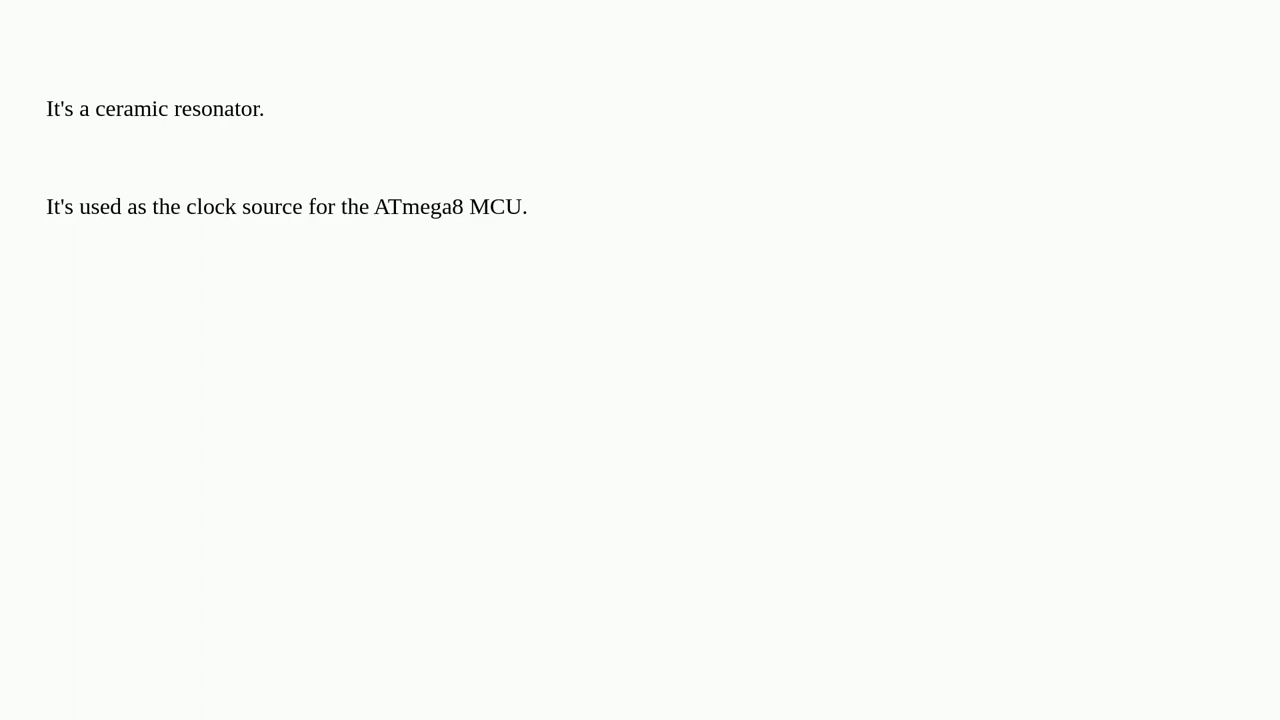 It's a ceramic resonator.
It's used as the clock source for the ATmega8 MCU.